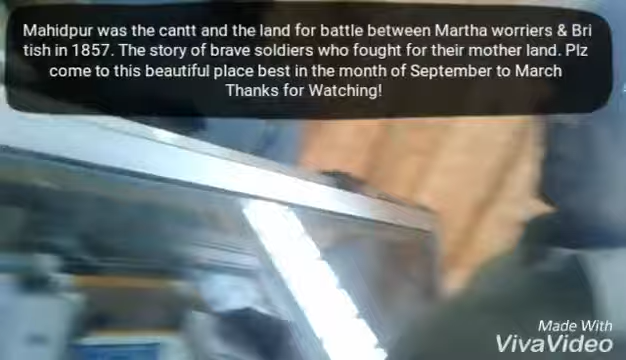 Mahidpur was the cantt and the land for battle between Martha worriers & Bri
tish in 1857. The story of brave soldiers who fought for their mother land. Plz
come to this beautiful place best in the month of September to March
Thanks for Watching!
Made With
VivaVideo